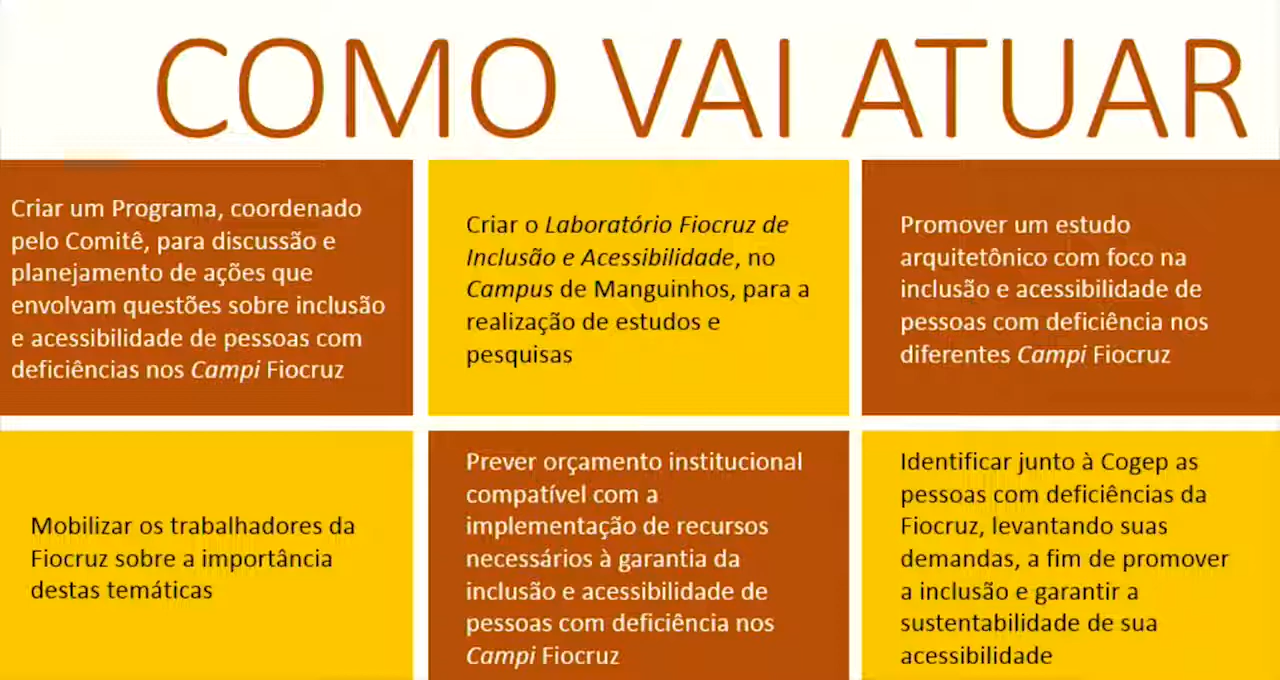 COMO VAI ATUAR
Criar um Programa, coordenado
pelo Comitê, para discussão e
planejamento de ações que
envolvam questões sobre inclusão
e acessibilidade de pessoas com
deficiências nos Campi Fiocruz
Criar o Laboratório Fiocruz de
Inclusão e Acessibilidade, no
Campus de Manguinhos, para a
realização de estudos e
pesquisas
Promover um estudo
arquitetônico com foco na
inclusão e acessibilidade de
pessoas com deficiência nos
diferentes Campi Fiocruz
Mobilizar os trabalhadores da
Fiocruz sobre a importância
destas temáticas
Prever orçamento institucional
compatível com a
implementação de recursos
necessários à garantia da
inclusão e acessibilidade de
pessoas com deficiência nos
Campi Fiocruz
Identificar junto à Cogep as
pessoas com deficiências da
Fiocruz, levantando suas
demandas, a fim de promover
a inclusão e garantir a
sustentabilidade de sua
acessibilidade